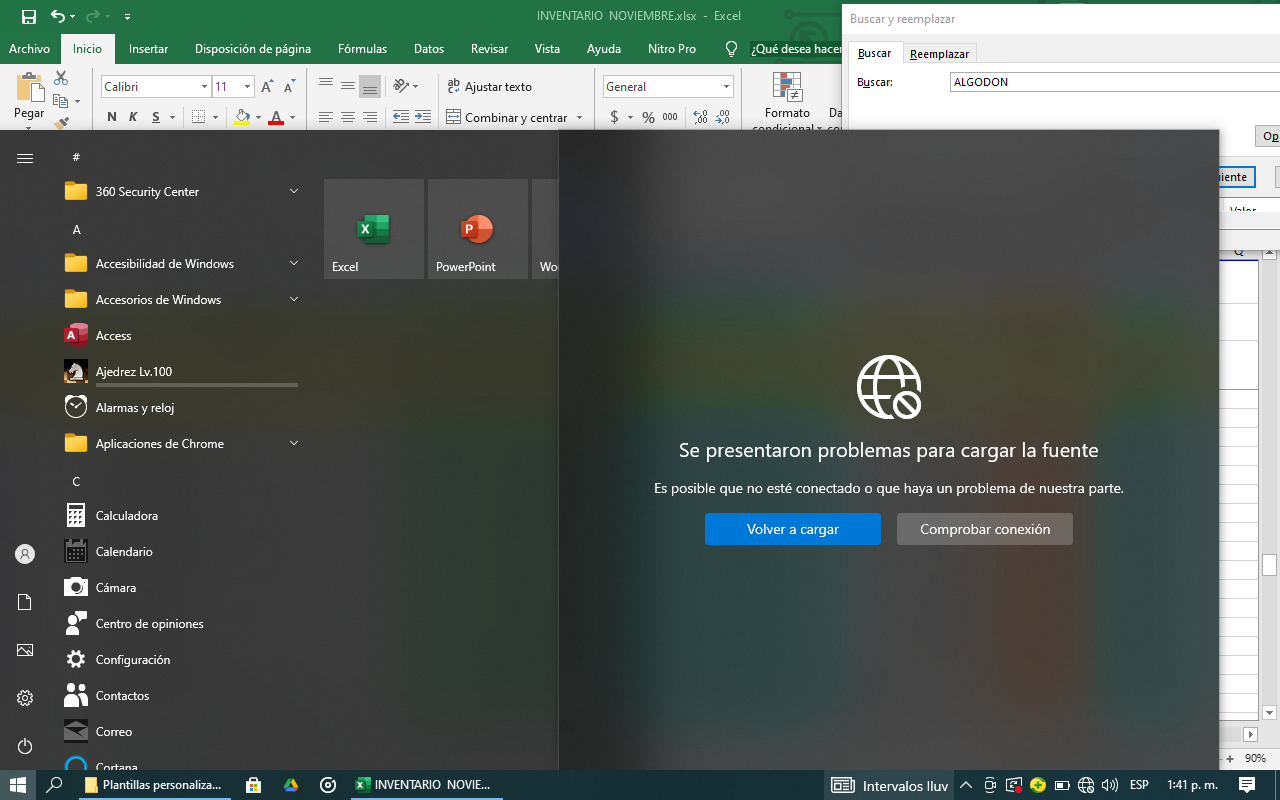 INVENTARIO NOVIEMBRE.xlsx - Excel
Buscar y reemplazar
Archivo Inicio Insertar Disposición de página Fórmulas Datos Revisar Vista Ayuda Nitro Pro ¿Qué desea hacer
Buscar Reemplazar
Buscar: ALGODON
Calibri 11 A A ab Ajustar texto General
Pegar
N K S A Combinar y centrar $ % 000 Formato
condicional
Op
uiente
Valor
Q
#
360 Security Center
A
Accesibilidad de Windows
Accesorios de Windows
Access
Ajedrez Lv.100
Alarmas y reloj
Aplicaciones de Chrome
C
Calculadora
Calendario
Cámara
Centro de opiniones
Configuración
Contactos
Correo
Cortana
Excel PowerPoint Wo
Se presentaron problemas para cargar la fuente
Es posible que no esté conectado o que haya un problema de nuestra parte.
Volver a cargar Comprobar conexión
+ 90%
Plantillas personaliza... INVENTARIO NOVIE... Intervalos lluv ESP 1:41 p. m.